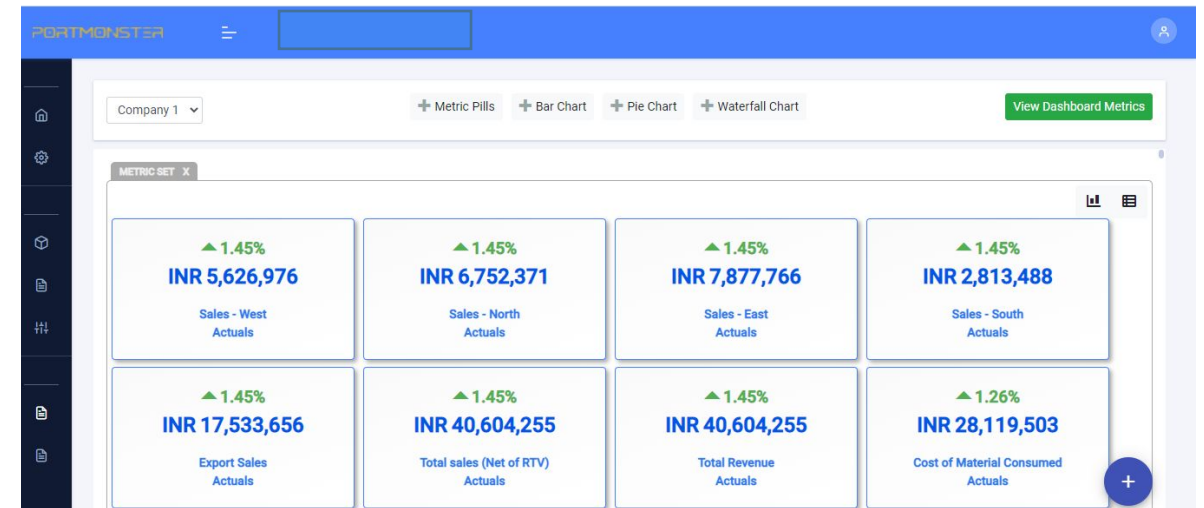 PORTMONSTER
Company 1
Metric Pills
Bar Chart
Pie Chart
Waterfall Chart
View Dashboard Metrics
METRIC SET X
1.45%
INR 5,626,976
Sales - West
Actuals
1.45%
INR 6,752,371
Sales - North
Actuals
1.45%
INR 7,877,766
Sales - East
Actuals
1.45%
INR 2,813,488
Sales - South
Actuals
1.45%
INR 17,533,656
Export Sales
Actuals
1.45%
INR 40,604,255
Total sales (Net of RTV)
Actuals
1.45%
INR 40,604,255
Total Revenue
Actuals
1.26%
INR 28,119,503
Cost of Material Consumed
Actuals